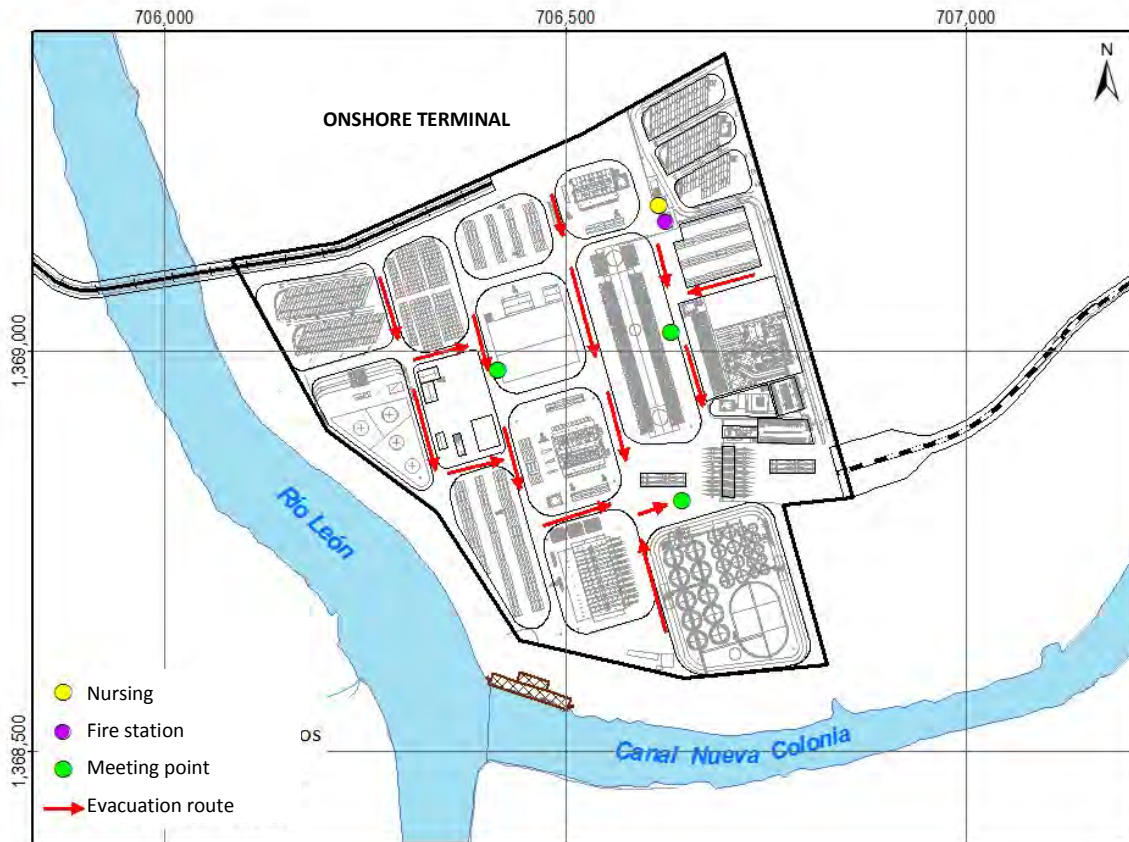 706,000
706,500
707,000
N
ONSHORE TERMINAL
1,369,000
Río León
Nursing
Fire station
OS
Meeting point
1,368,500
Canal Nueva Colonia
Evacuation route